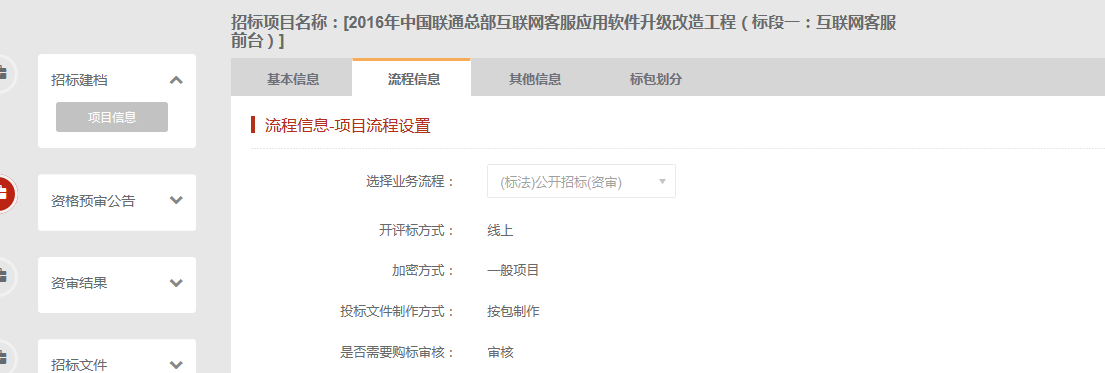 招标项目名称：[2016年中国联通总部互联网客服应用软件升级改造工程（标段一：互联网客服
前台）]
招标建档
项目信息
资格预审公告
资审结果
招标文件
基本信息 流程信息 其他信息 标包划分
流程信息-项目流程设置
选择业务流程： (标法)公开招标(资审)
开评标方式： 线上
加密方式： 一般项目
投标文件制作方式： 按包制作
是否需要购标审核： 审核